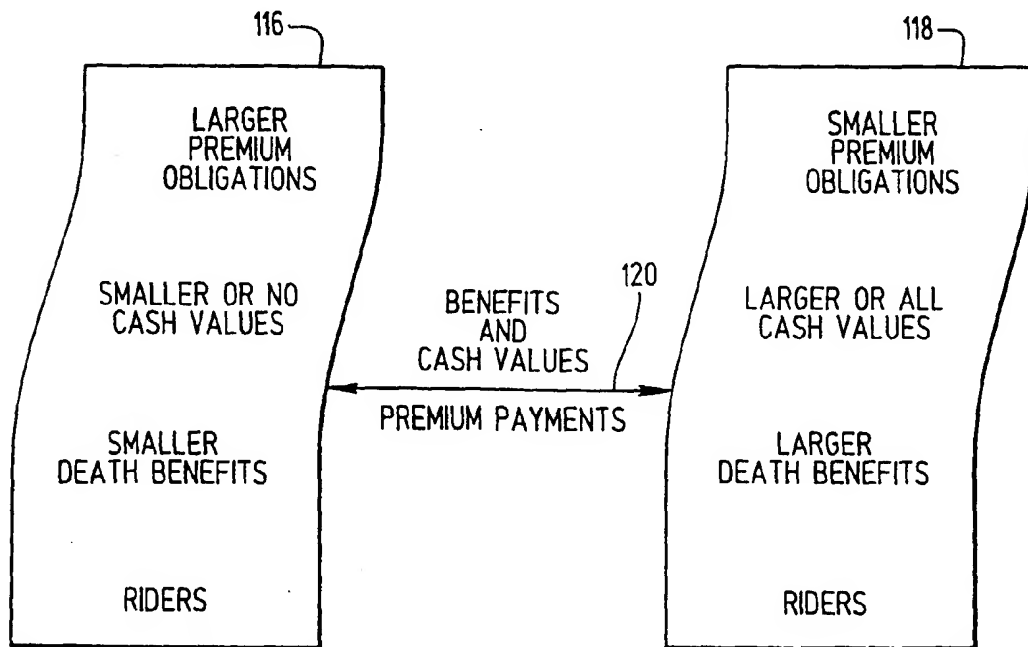 116
118
LARGER
PREMIUM
OBLIGATIONS
SMALLER OR NO
CASH VALUES
SMALLER
DEATH BENEFITS
RIDERS
120
BENEFITS
AND
CASH VALUES
PREMIUM PAYMENTS
SMALLER
PREMIUM
OBLIGATIONS
LARGER OR ALL
CASH VALUES
LARGER
DEATH BENEFITS
RIDERS